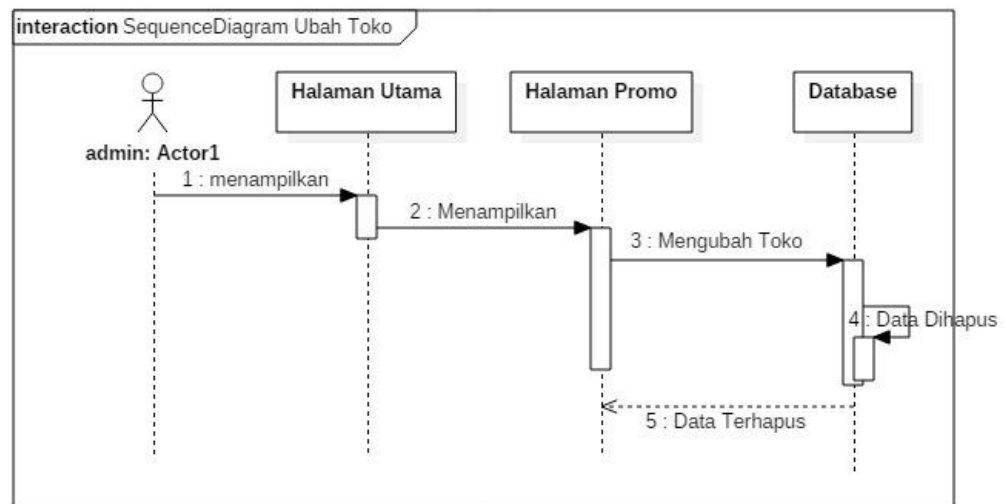 interaction SequenceDiagram Ubah Toko
Halaman Utama
Halaman Promo
Database
admin: Actor1
1 : menampilkan
2 : Menampilkan
3 : Mengubah Toko
4 : Data Dihapus
5 : Data Terhapus